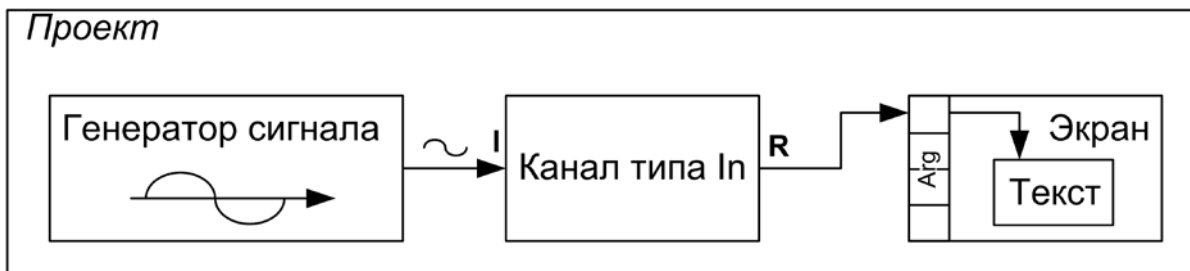 Проект
Генератор сигнала
I
Канал типа In
R
Arg
Экран
Текст